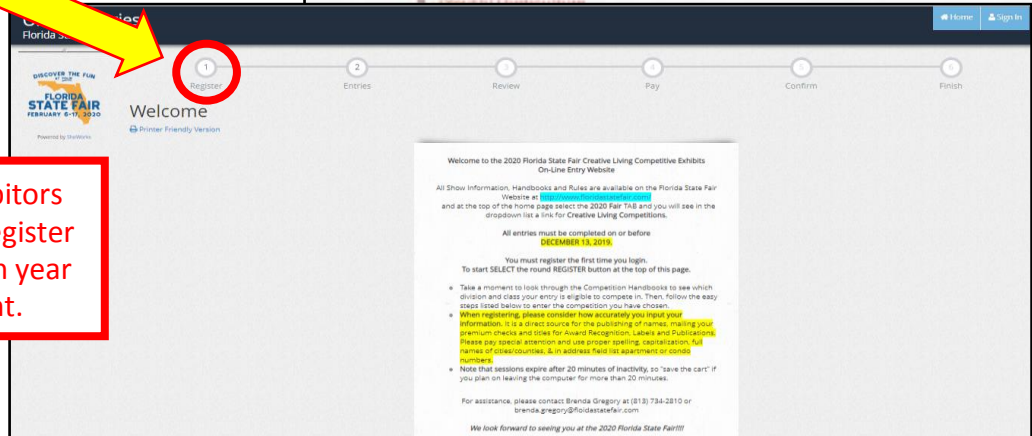 Home Sign In
Florida S
1 2 3 4 5 6
Register Entries Review Pay Confirm Finish
DISCOVER THE FUN
FLORIDA
STATE FAIR
FEBRUARY 6-17, 2020
Powered by ShoWorks
Welcome
Printer Friendly Version
bitors
egister
n year
nt.
Welcome to the 2020 Florida State Fair Creative Living Competitive Exhibits
On-Line Entry Website
All Show Information, Handbooks and Rules are available on the Florida State Fair
Website at http://www.floridastatefair.com/
and at the top of the home page select the 2020 Fair TAB and you will see in the
dropdown list a link for Creative Living Competitions.
All entries must be completed on or before
DECEMBER 13, 2019.
You must register the first time you login.
To start SELECT the round REGISTER button at the top of this page.
Take a moment to look through the Competition Handbooks to see which
division and class your entry is eligible to compete in. Then, follow the easy
steps listed below to enter the competition you have chosen.
When registering, please consider how accurately you input your
information. It is a direct source for the publishing of names, mailing your
premium checks and titles for Award Recognition, Labels and Publications.
Please pay special attention and use proper spelling, capitalization, full
names of cities/counties, & in address field list apartment or condo
numbers.
Note that sessions expire after 20 minutes of inactivity, so "save the cart" if
you plan on leaving the computer for more than 20 minutes.
For assistance, please contact Brenda Gregory at (813) 734-2810 or
brenda.gregory@floidastatefair.com
We look forward to seeing you at the 2020 Florida State Fair!!!!